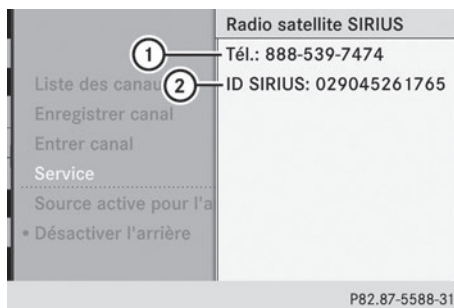 Radio satellite SIRIUS
① Tél.: 888-539-7474
② ID SIRIUS: 029045261765
Liste des canau
Enregistrer canal
Entrer canal
Service
Source active pour l'a
• Désactiver l'arrière
P82.87-5588-31